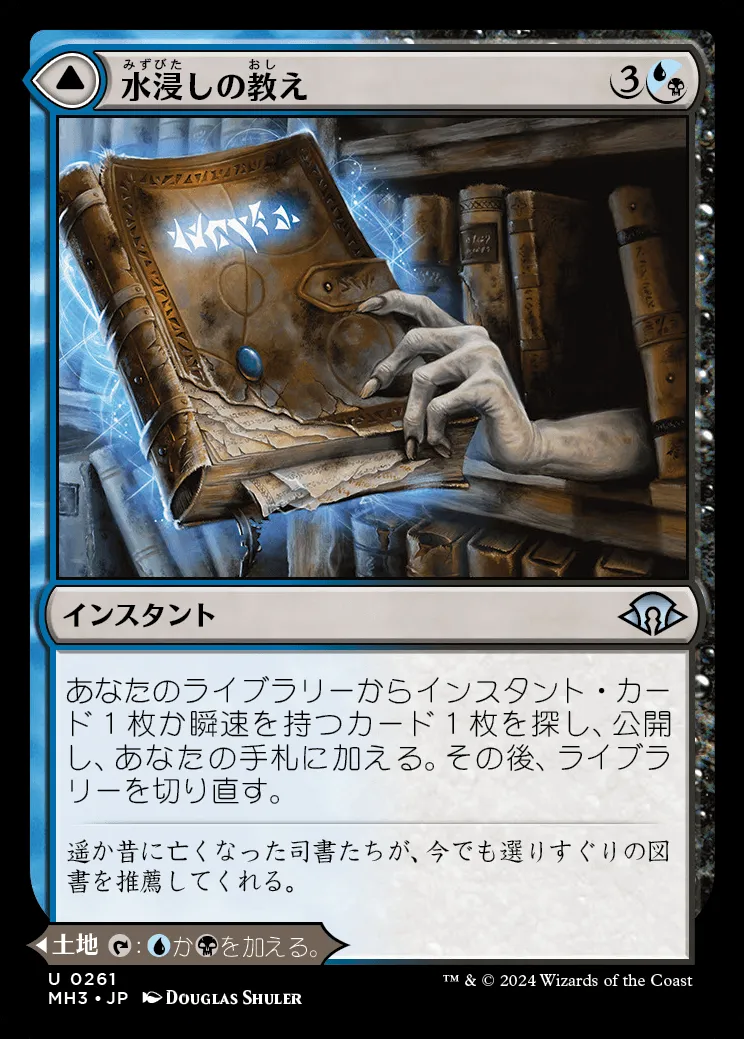 みずびた おし
水浸しの教え 3
インスタント
あなたのライブラリーからインスタント・カー
ド1枚か瞬速を持つカード1枚を探し、公開
し、あなたの手札に加える。その後、ライブラ
リーを切り直す。
遥か昔に亡くなった司書たちが、今でも選りすぐりの図
書を推薦してくれる。
土地 :かを加える。
U 0261
MH3 • JP Douglas Shuler
™ & © 2024 Wizards of the Coast